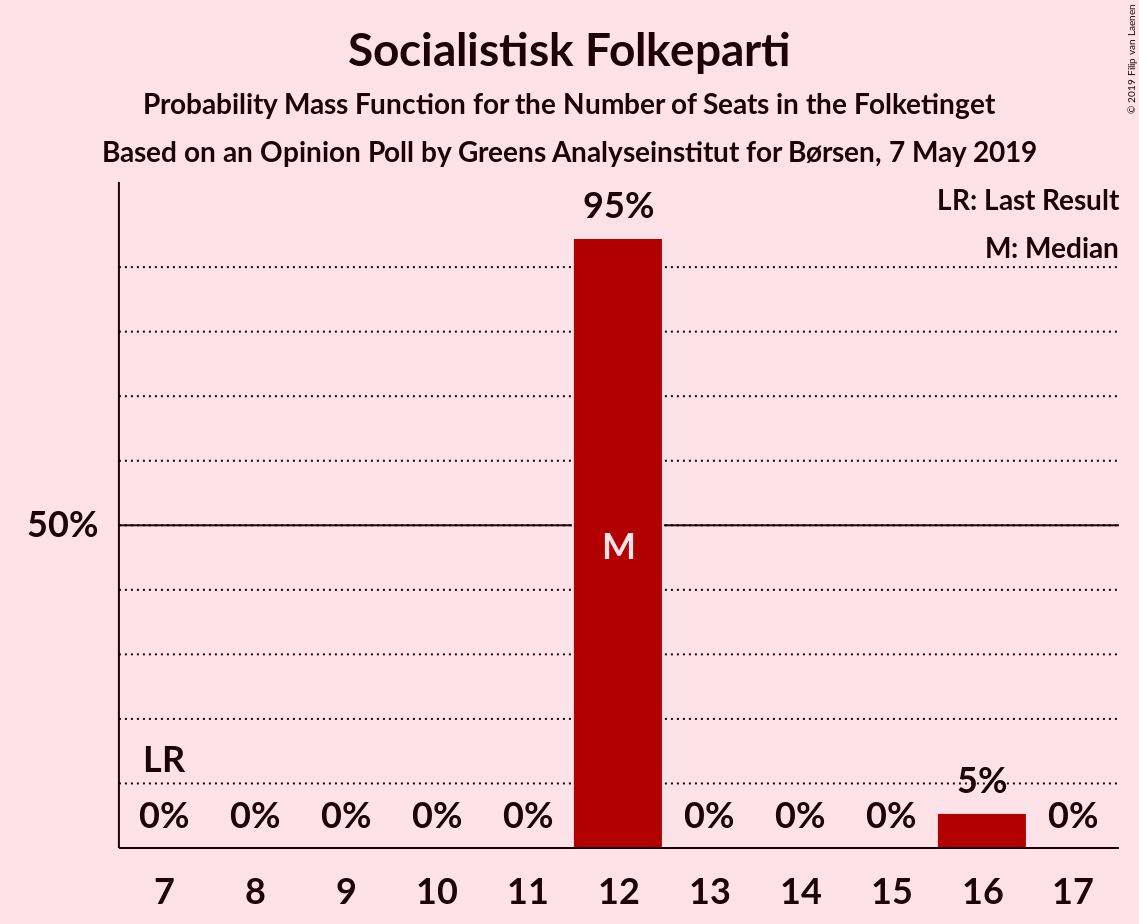 Socialistisk Folkeparti
Probability Mass Function for the Number of Seats in the Folketinget
Based on an Opinion Poll by Greens Analyseinstitut for Børsen, 7 May 2019
© 2019 Filip van Laenen
LR: Last Result
M: Median
95%
50%
M
LR
5%
0% 0% 0% 0% 0% 0% 0% 0% 0%
7 8 9 10 11 12 13 14 15 16 17